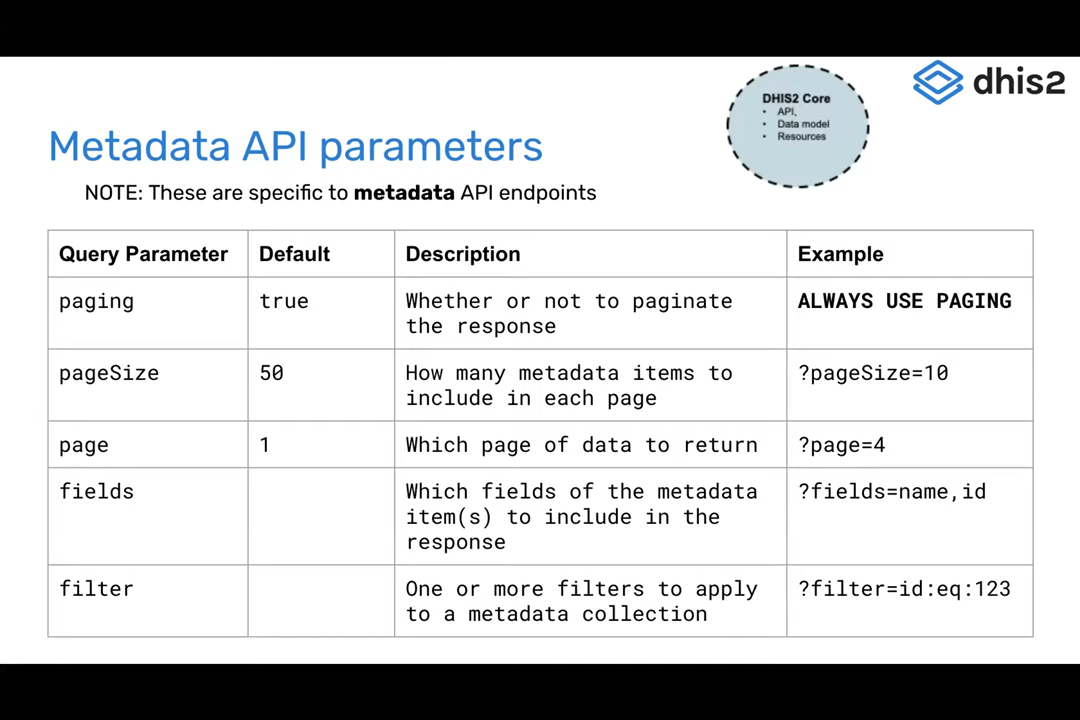 dhis2
DHIS2 Core
• API,
• Data model
• Resources
Metadata API parameters
NOTE: These are specific to metadata API endpoints
Query Parameter Default Description Example
paging true Whether or not to paginate ALWAYS USE PAGING
the response
pageSize 50 How many metadata items to ?pageSize=10
include in each page
page 1 Which page of data to return ?page=4
fields Which fields of the metadata ?fields=name,id
item(s) to include in the
response
filter One or more filters to apply ?filter=id:eq:123
to a metadata collection